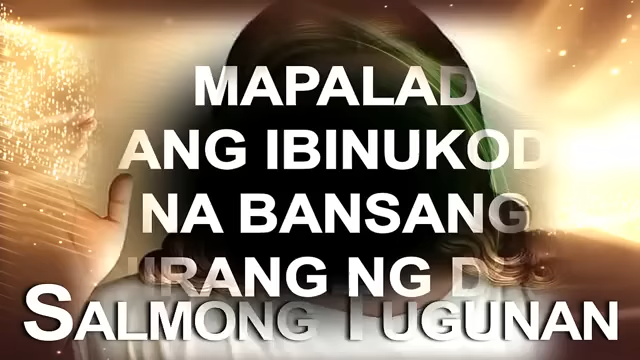 MAPALAD
ANG IBINUKOD
NA BANSANG
NG
SALMONG TUGUNAN